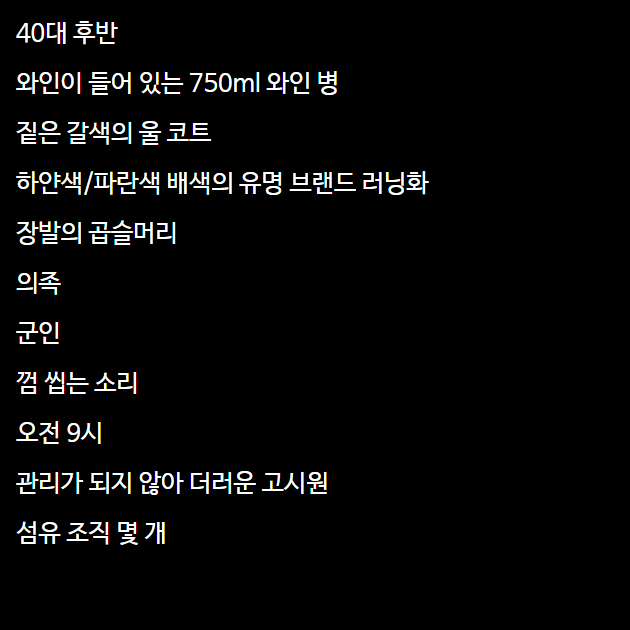 40대 후반
와인이 들어 있는 750ml 와인 병
짙은 갈색의 울 코트
하얀색/파란색 배색의 유명 브랜드 러닝화
장발의 곱슬머리
의족
군인
껌 씹는 소리
오전 9시
관리가 되지 않아 더러운 고시원
섬유 조직 몇 개